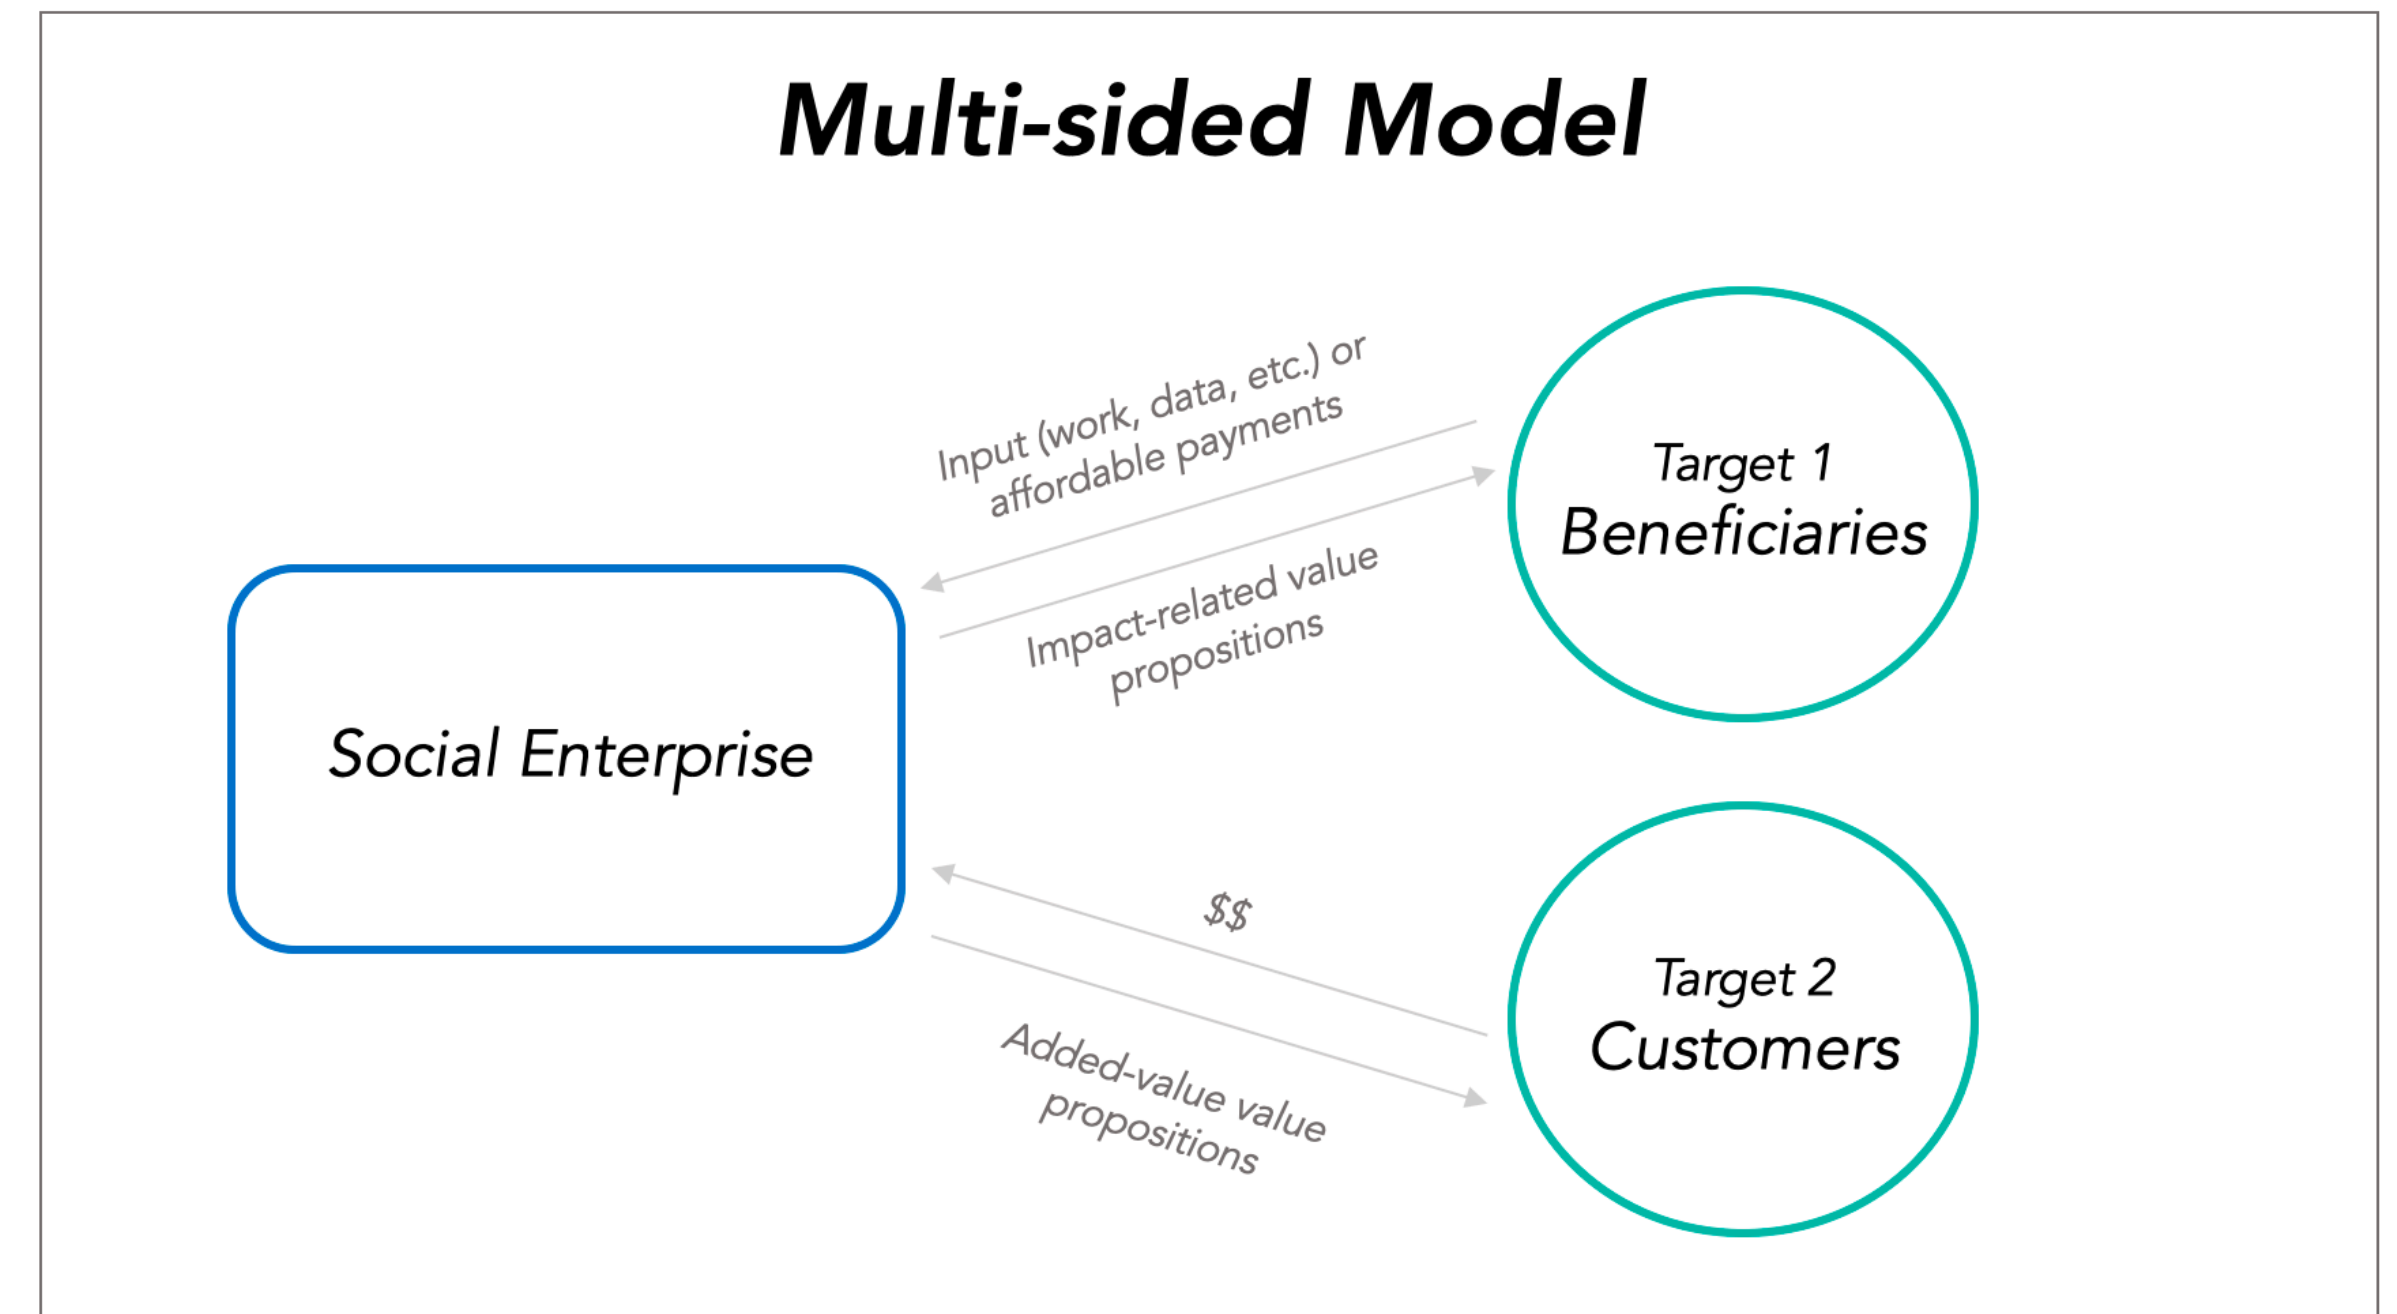 Multi-sided Model
Input (work, data, etc.) or
affordable payments
Target 1
Beneficiaries
Impact-related value
propositions
Social Enterprise
$$
Target 2
Customers
Added-value value
propositions